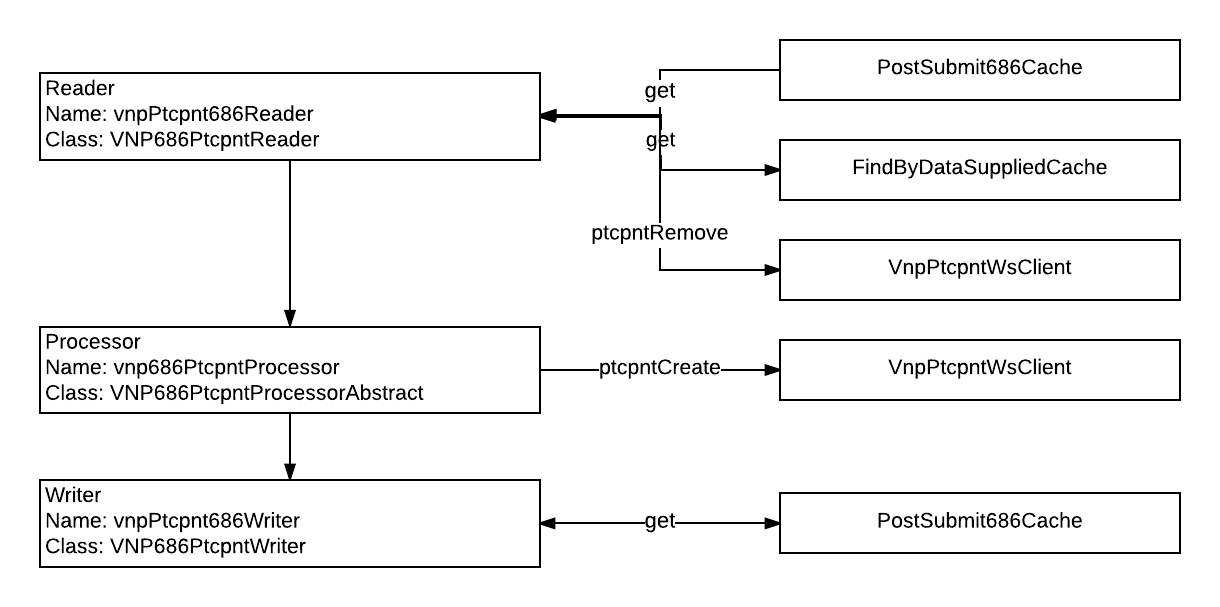 PostSubmit686Cache
Reader
Name: vnpPtcpnt686Reader
Class: VNP686PtcpntReader
get
get
FindByDataSuppliedCache
ptcpntRemove
VnpPtcpntWsClient
Processor
Name: vnp686PtcpntProcessor
Class: VNP686PtcpntProcessorAbstract
ptcpntCreate
VnpPtcpntWsClient
Writer
Name: vnpPtcpnt686Writer
Class: VNP686PtcpntWriter
get
PostSubmit686Cache